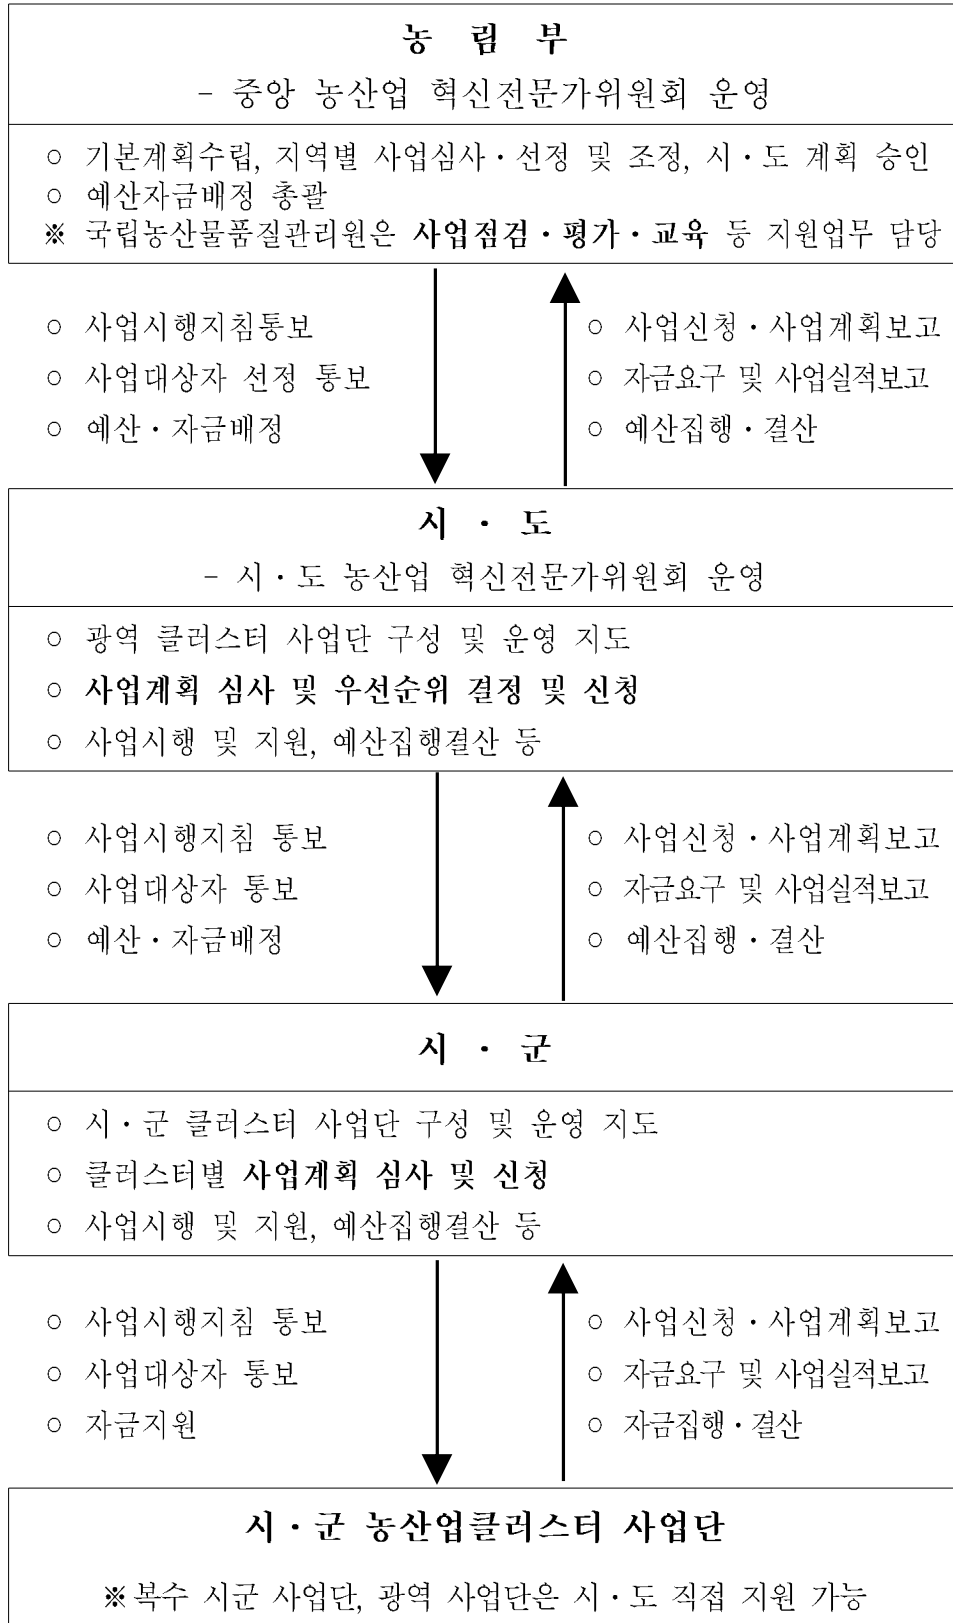 농 림 부
- 중앙 농산업 혁신전문가위원회 운영
○ 기본계획수립, 지역별 사업심사・선정 및 조정, 시・도 계획 승인
○ 예산자금배정 총괄
※ 국립농산물품질관리원은 사업점검・평가・교육 등 지원업무 담당
○ 사업시행지침통보
○ 사업대상자 선정 통보
○ 예산・자금배정
○ 사업신청・사업계획보고
○ 자금요구 및 사업실적보고
○ 예산집행・결산
시 ・ 도
- 시・도 농산업 혁신전문가위원회 운영
○ 광역 클러스터 사업단 구성 및 운영 지도
○ 사업계획 심사 및 우선순위 결정 및 신청
○ 사업시행 및 지원, 예산집행결산 등
○ 사업시행지침 통보
○ 사업대상자 통보
○ 예산・자금배정
○ 사업신청・사업계획보고
○ 자금요구 및 사업실적보고
○ 예산집행・결산
시 ・ 군
○ 시・군 클러스터 사업단 구성 및 운영 지도
○ 클러스터별 사업계획 심사 및 신청
○ 사업시행 및 지원, 예산집행결산 등
○ 사업시행지침 통보
○ 사업대상자 통보
○ 자금지원
○ 사업신청・사업계획보고
○ 자금요구 및 사업실적보고
○ 자금집행・결산
시・군 농산업클러스터 사업단
※복수 시군 사업단, 광역 사업단은 시・도 직접 지원 가능